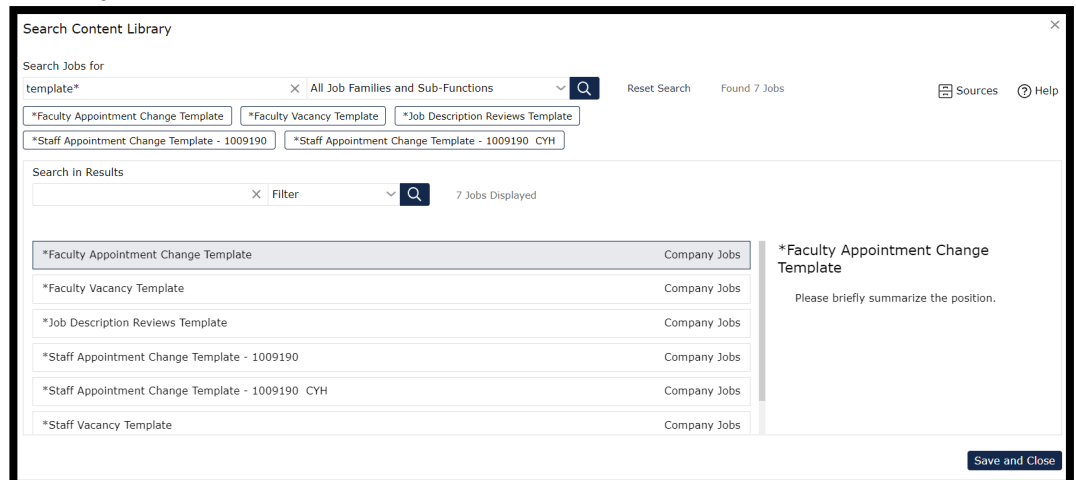 Search Content Library
Search Jobs for
template*
All Job Families and Sub-Functions
Reset Search
Found 7 Jobs
Sources
Help
*Faculty Appointment Change Template
*Faculty Vacancy Template
*Job Description Reviews Template
*Staff Appointment Change Template - 1009190
*Staff Appointment Change Template - 1009190 CYH
Search in Results
Filter
7 Jobs Displayed
*Faculty Appointment Change Template Company Jobs
*Faculty Vacancy Template Company Jobs
*Job Description Reviews Template Company Jobs
*Staff Appointment Change Template - 1009190 Company Jobs
*Staff Appointment Change Template - 1009190 CYH Company Jobs
*Staff Vacancy Template Company Jobs
*Faculty Appointment Change
Template
Please briefly summarize the position.
Save and Close